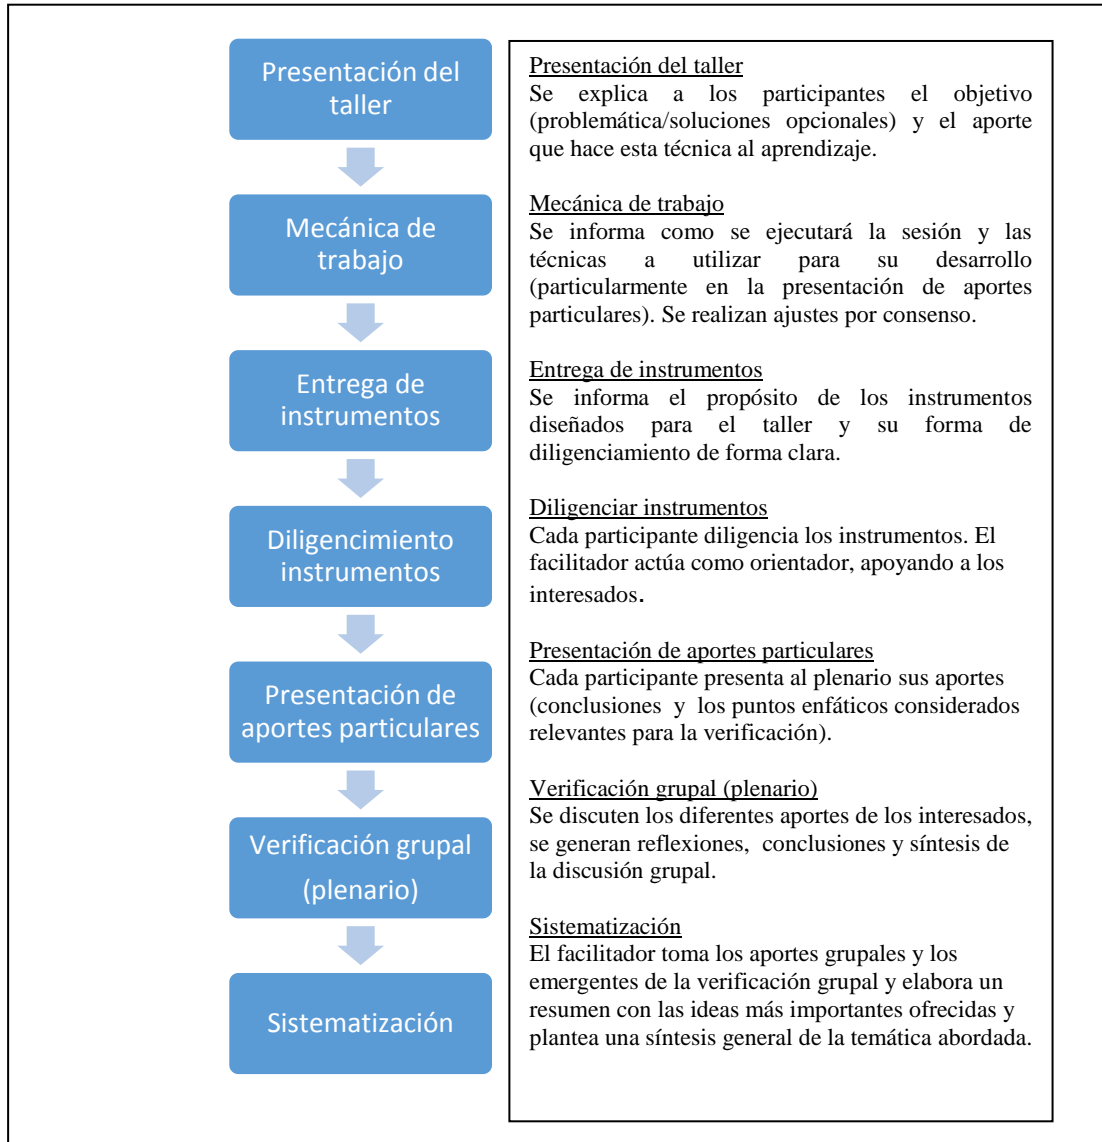 Presentación del
taller
Mecánica de
trabajo
Entrega de
instrumentos
Diligencimiento
instrumentos
Presentación de
aportes particulares
Verificación grupal
(plenario)
Sistematización
Presentación del taller
Se explica a los participantes el objetivo
(problemática/soluciones opcionales) y el aporte
que hace esta técnica al aprendizaje.
Mecánica de trabajo
Se informa como se ejecutará la sesión y las
técnicas a utilizar para su desarrollo
(particularmente en la presentación de aportes
particulares). Se realizan ajustes por consenso.
Entrega de instrumentos
Se informa el propósito de los instrumentos
diseñados para el taller y su forma de
diligenciamiento de forma clara.
Diligenciar instrumentos
Cada participante diligencia los instrumentos. El
facilitador actúa como orientador, apoyando a los
interesados.
Presentación de aportes particulares
Cada participante presenta al plenario sus aportes
(conclusiones y los puntos enfáticos considerados
relevantes para la verificación).
Verificación grupal (plenario)
Se discuten los diferentes aportes de los interesados,
se generan reflexiones, conclusiones y síntesis de
la discusión grupal.
Sistematización
El facilitador toma los aportes grupales y los
emergentes de la verificación grupal y elabora un
resumen con las ideas más importantes ofrecidas y
plantea una síntesis general de la temática abordada.